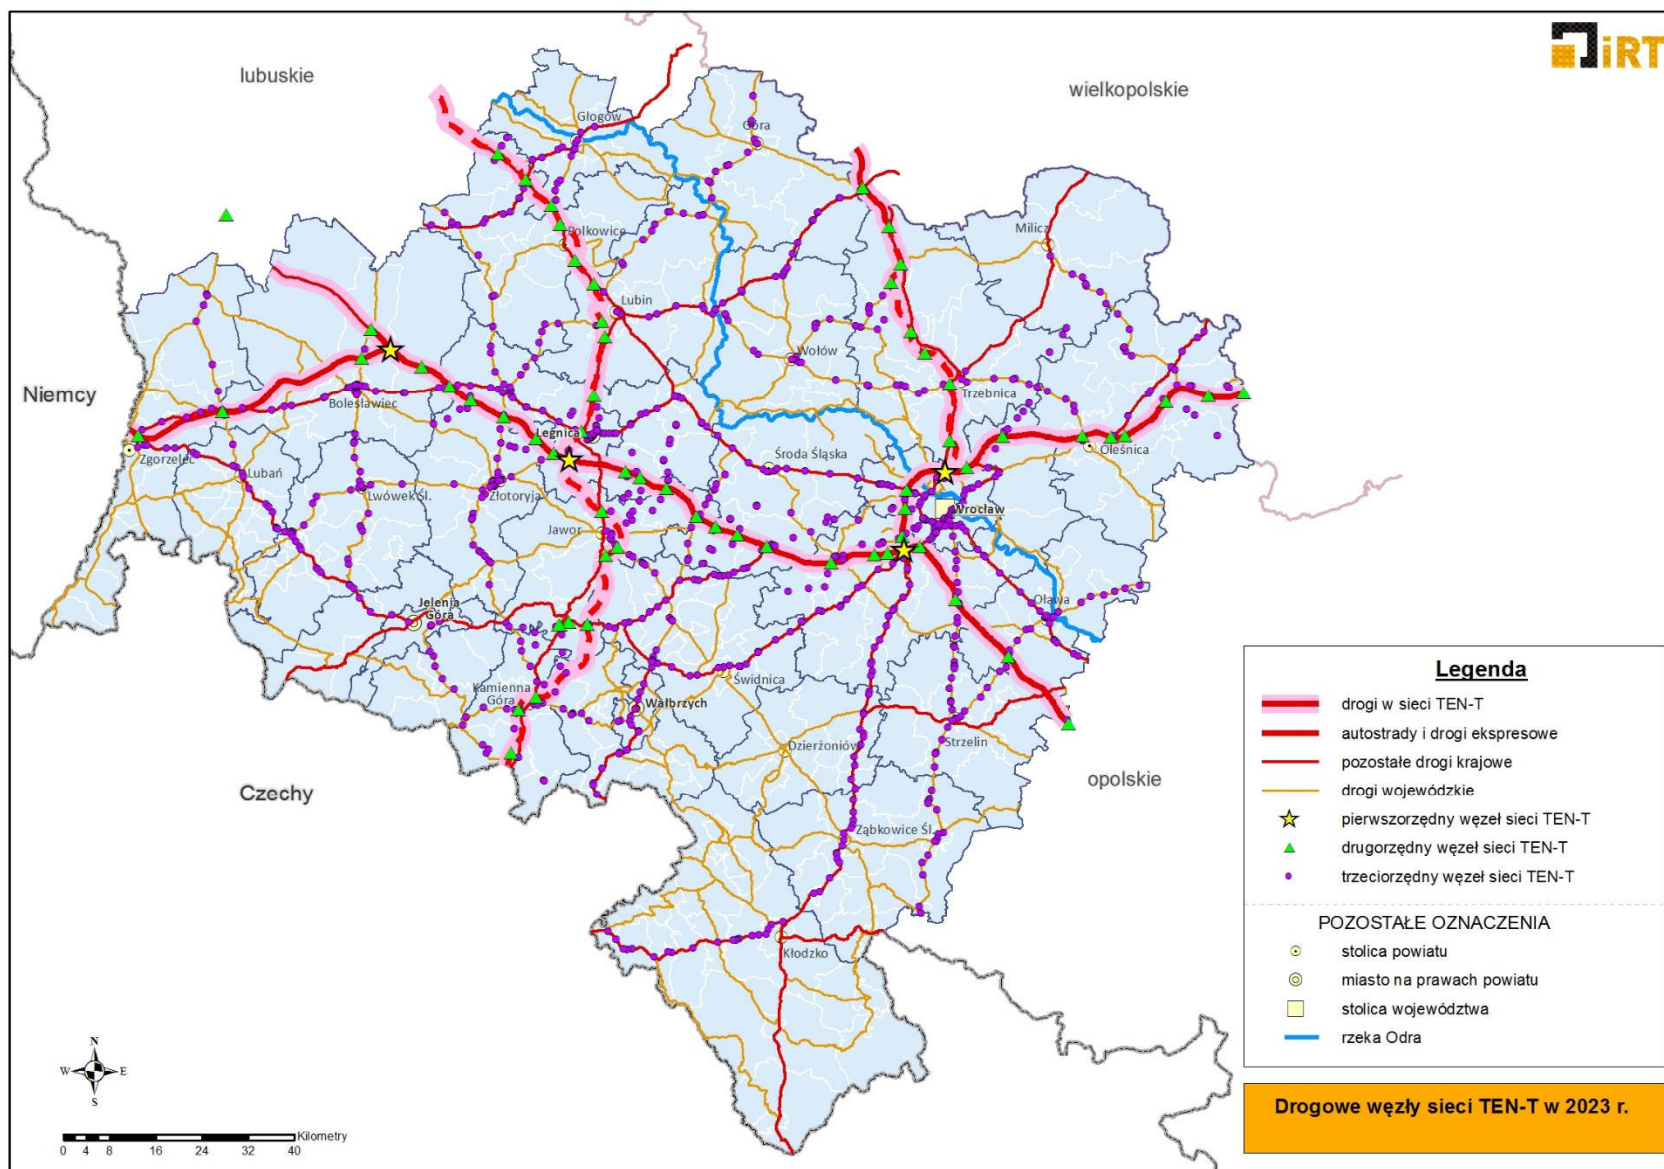 iRT
lubuskie
wielkopolskie
Głogów
Góra
Milicz
Polkowice
Lubin
Wołów
Niemcy
Trzebnica
Bolesławiec
Legnica
Oleśnica
Zgorzelec
Środa Śląska
Lubań
Lwówek Śl.
Złotoryja
Wrocław
Jawor
Jelenia
Góra
Oława
Kamienna
Góra
Świdnica
Wałbrzych
Dzierżoniów
Strzelin
opolskie
Czechy
Ząbkowice Śl.
Kłodzko
Legenda
drogi w sieci TEN-T
autostrady i drogi ekspresowe
pozostałe drogi krajowe
drogi wojewódzkie
pierwszorzędny węzeł sieci TEN-T
drugorzędny węzeł sieci TEN-T
trzeciorzędny węzeł sieci TEN-T
POZOSTAŁE OZNACZENIA
stolica powiatu
miasto na prawach powiatu
stolica województwa
rzeka Odra
Drogowe węzły sieci TEN-T w 2023 r.
N
W E
S
Kilometry
0 4 8 16 24 32 40